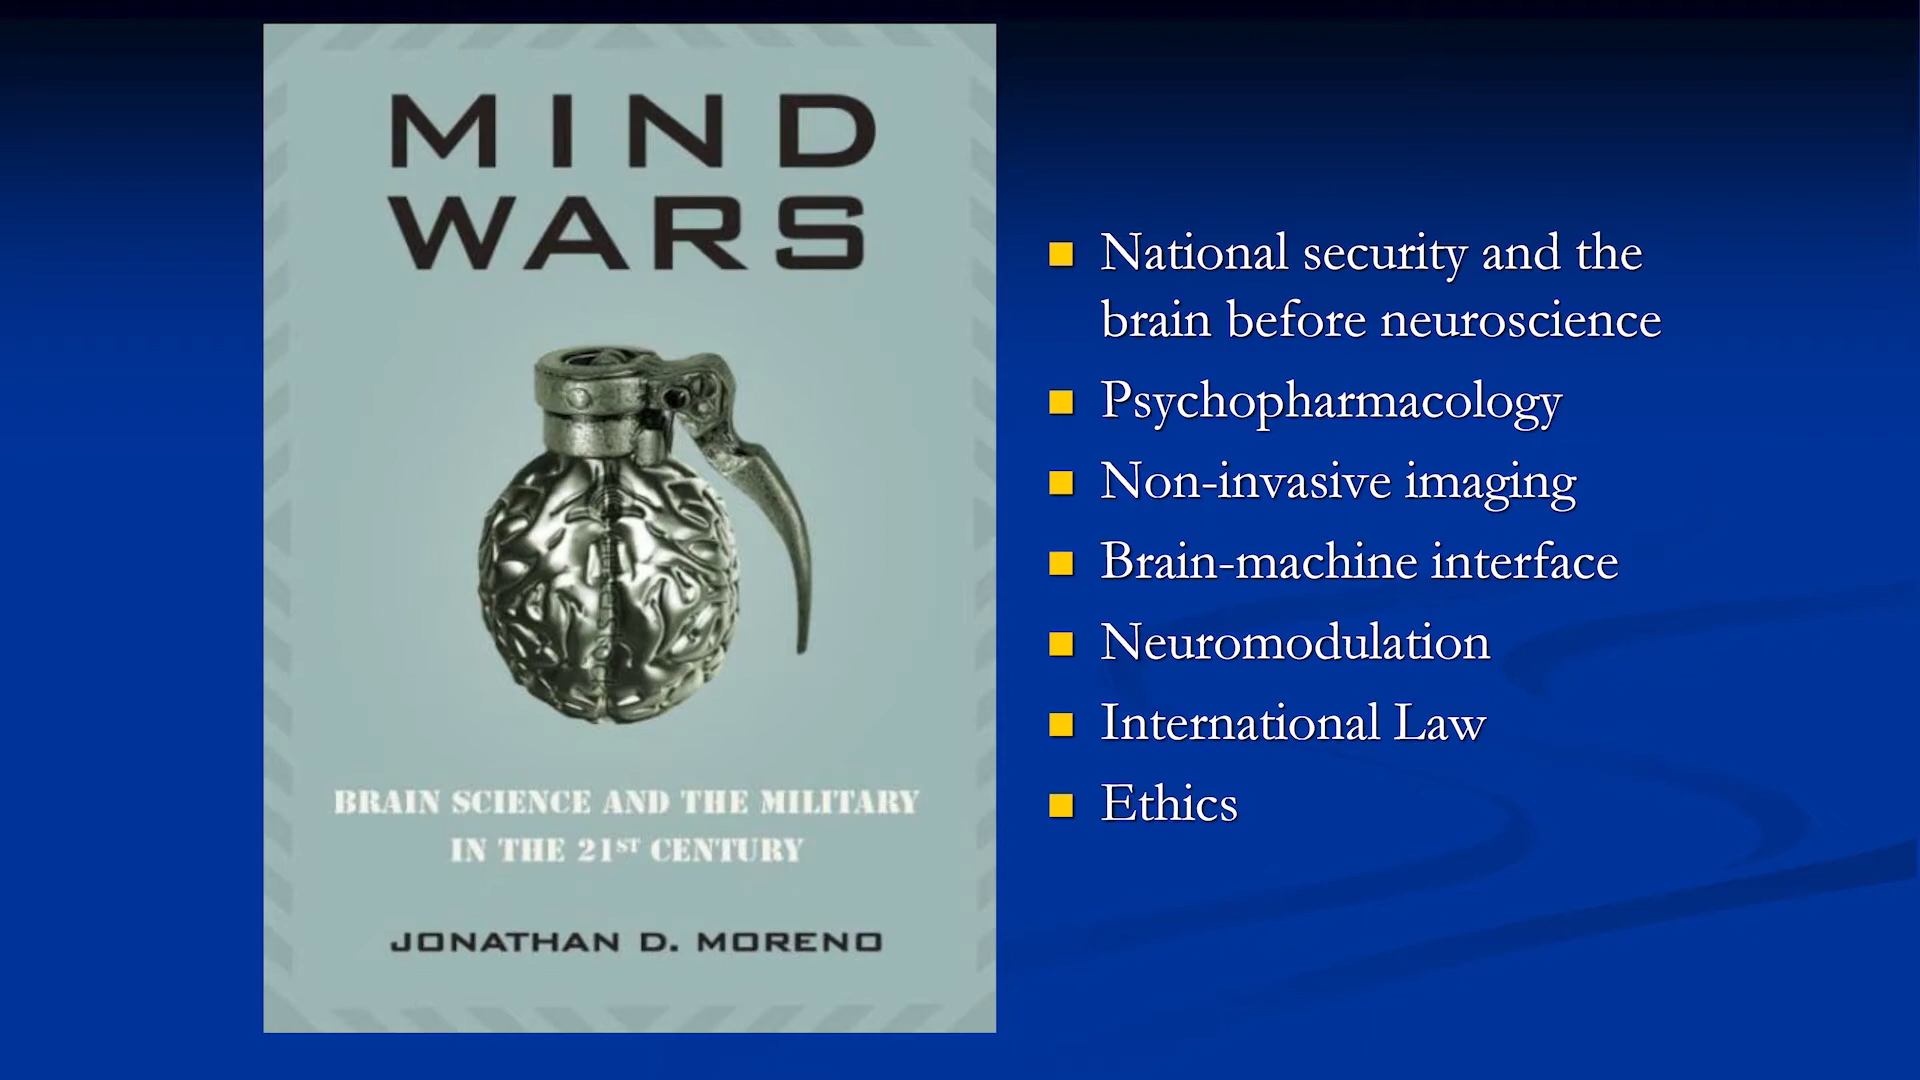 MIND
WARS
BRAIN SCIENCE AND THE MILITARY
IN THE 21ST CENTURY
JONATHAN D. MORENO
National security and the
brain before neuroscience
Psychopharmacology
Non-invasive imaging
Brain-machine interface
Neuromodulation
International Law
Ethics